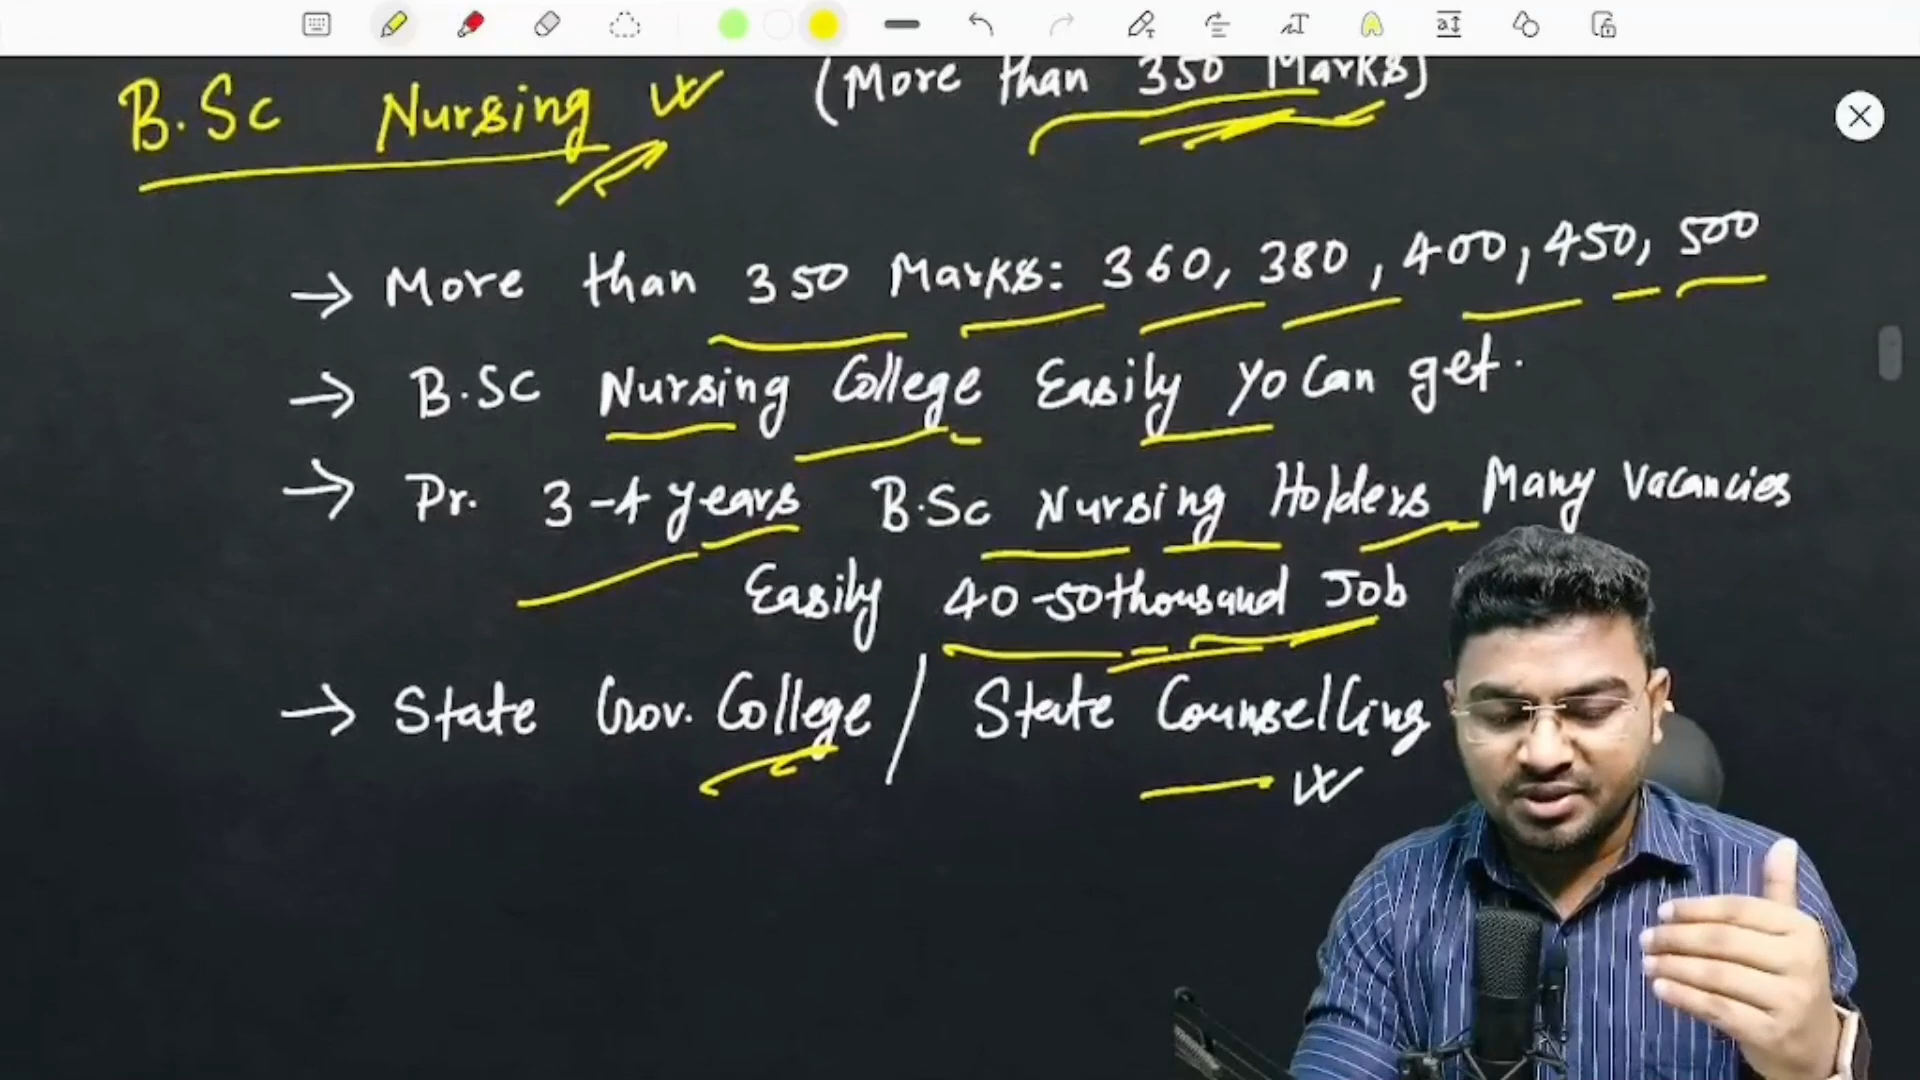 B.Sc Nursing (More than 350 Marks)
→ More than 350 Marks: 360, 380, 400, 450, 500
→ B.SC Nursing College Easily Yo Can get.
→ Pr. 3-4 years B.Sc Nursing Holders Many Vacancies
Easily 40-50 thousand Job
→ State Gov. College / State Counselling